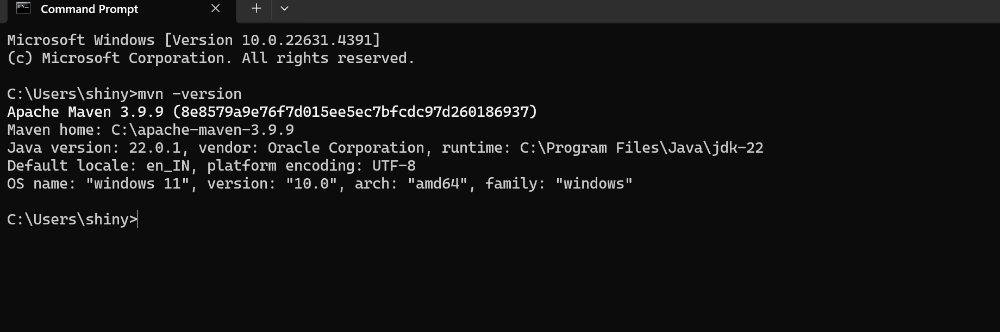 Command Prompt
Microsoft Windows [Version 10.0.22631.4391]
(c) Microsoft Corporation. All rights reserved.
C:\Users\shiny>mvn -version
Apache Maven 3.9.9 (8e8579a9e76f7d015ee5ec7bfcdc97d260186937)
Maven home: C:\apache-maven-3.9.9
Java version: 22.0.1, vendor: Oracle Corporation, runtime: C:\Program Files\Java\jdk-22
Default locale: en_IN, platform encoding: UTF-8
OS name: "windows 11", version: "10.0", arch: "amd64", family: "windows"
C:\Users\shiny>